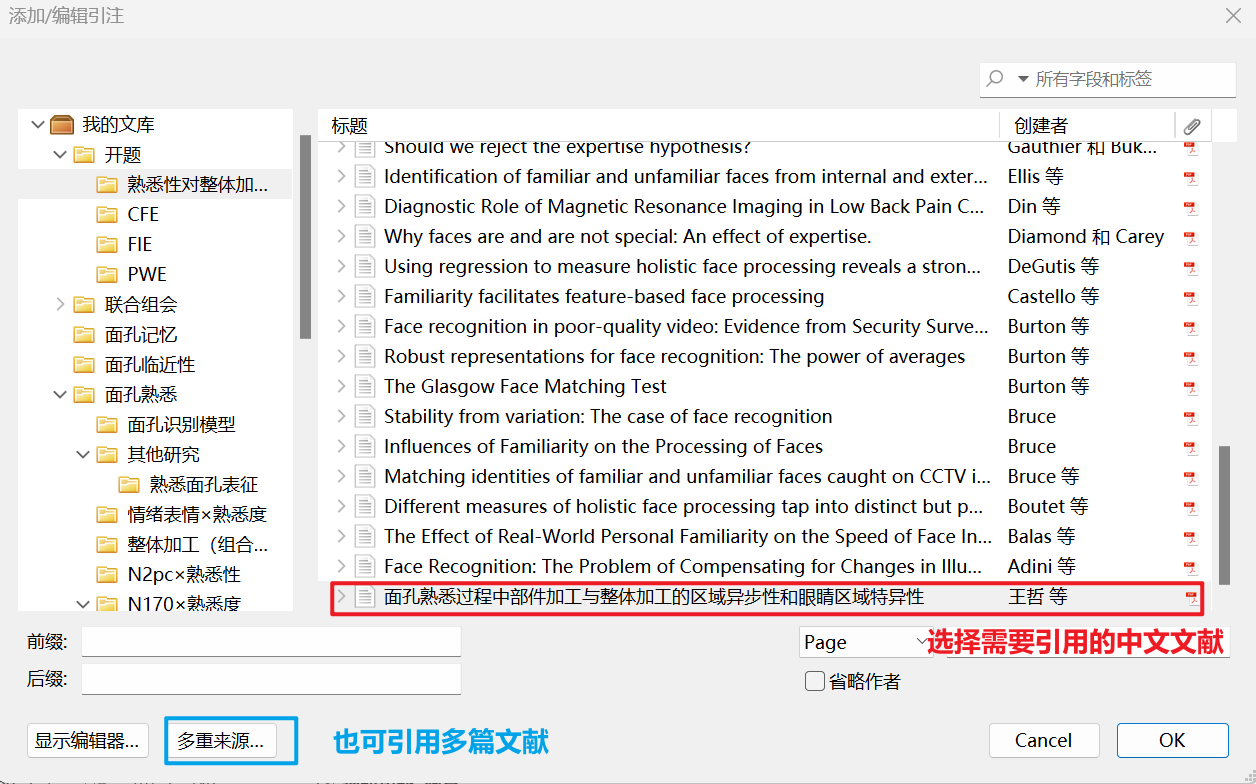 添加/编辑引注
所有字段和标签
我的文库
开题
熟悉性对整体加...
CFE
FIE
PWE
联合组会
面孔记忆
面孔临近性
面孔熟悉
面孔识别模型
其他研究
熟悉面孔表征
情绪表情×熟悉度
整体加工（组合...
N2pc×熟悉性
N170×熟悉度
标题 创建者
Should we reject the expertise hypothesis? Gauthier 和 Buk...
Identification of familiar and unfamiliar faces from internal and exter... Ellis 等
Diagnostic Role of Magnetic Resonance Imaging in Low Back Pain C... Din 等
Why faces are and are not special: An effect of expertise. Diamond 和 Carey
Using regression to measure holistic face processing reveals a stron... DeGutis 等
Familiarity facilitates feature-based face processing Castello 等
Face recognition in poor-quality video: Evidence from Security Surve... Burton 等
Robust representations for face recognition: The power of averages Burton 等
The Glasgow Face Matching Test Burton 等
Stability from variation: The case of face recognition Bruce
Influences of Familiarity on the Processing of Faces Bruce
Matching identities of familiar and unfamiliar faces caught on CCTV i... Bruce 等
Different measures of holistic face processing tap into distinct but p... Boutet 等
The Effect of Real-World Personal Familiarity on the Speed of Face In... Balas 等
Face Recognition: The Problem of Compensating for Changes in Illu... Adini 等
面孔熟悉过程中部件加工与整体加工的区域异步性和眼睛区域特异性 王哲 等
前缀:
后缀:
Page
选择需要引用的中文文献
省略作者
显示编辑器...
多重来源...
也可引用多篇文献
Cancel
OK